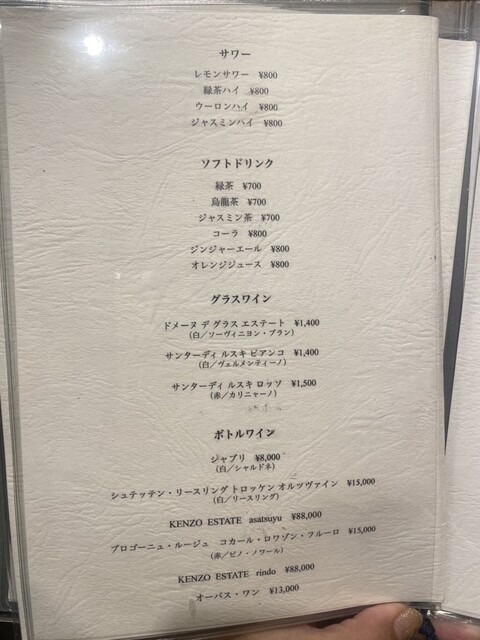 サワー
レモンサワー ¥800
緑茶ハイ ¥800
ウーロンハイ ¥800
ジャスミンハイ ¥800
ソフトドリンク
緑茶 ¥700
烏龍茶 ¥700
ジャスミン茶 ¥700
コーラ ¥800
ジンジャーエール ¥800
オレンジジュース ¥800
グラスワイン
ドメーヌ デ グラス エステート ¥1,400
(白／ソーヴィニヨン・ブラン)
サンターディ ルスキ ビアンコ ¥1,400
(白／ヴェルメンティーノ)
サンターディ ルスキ ロッソ ¥1,500
(赤／カリニャーノ)
ボトルワイン
ジャブリ ¥8,000
(白／シャルドネ)
シュテッテン・リースリング トロッケン オルツヴァイン ¥15,000
(白／リースリング)
KENZO ESTATE asatsuyu ¥88,000
ブロゴーニュ・ルージュ コカール・ロワゾン・フルーロ ¥15,000
(赤／ピノ・ノワール)
KENZO ESTATE rindo ¥88,000
オーパス・ワン ¥13,000